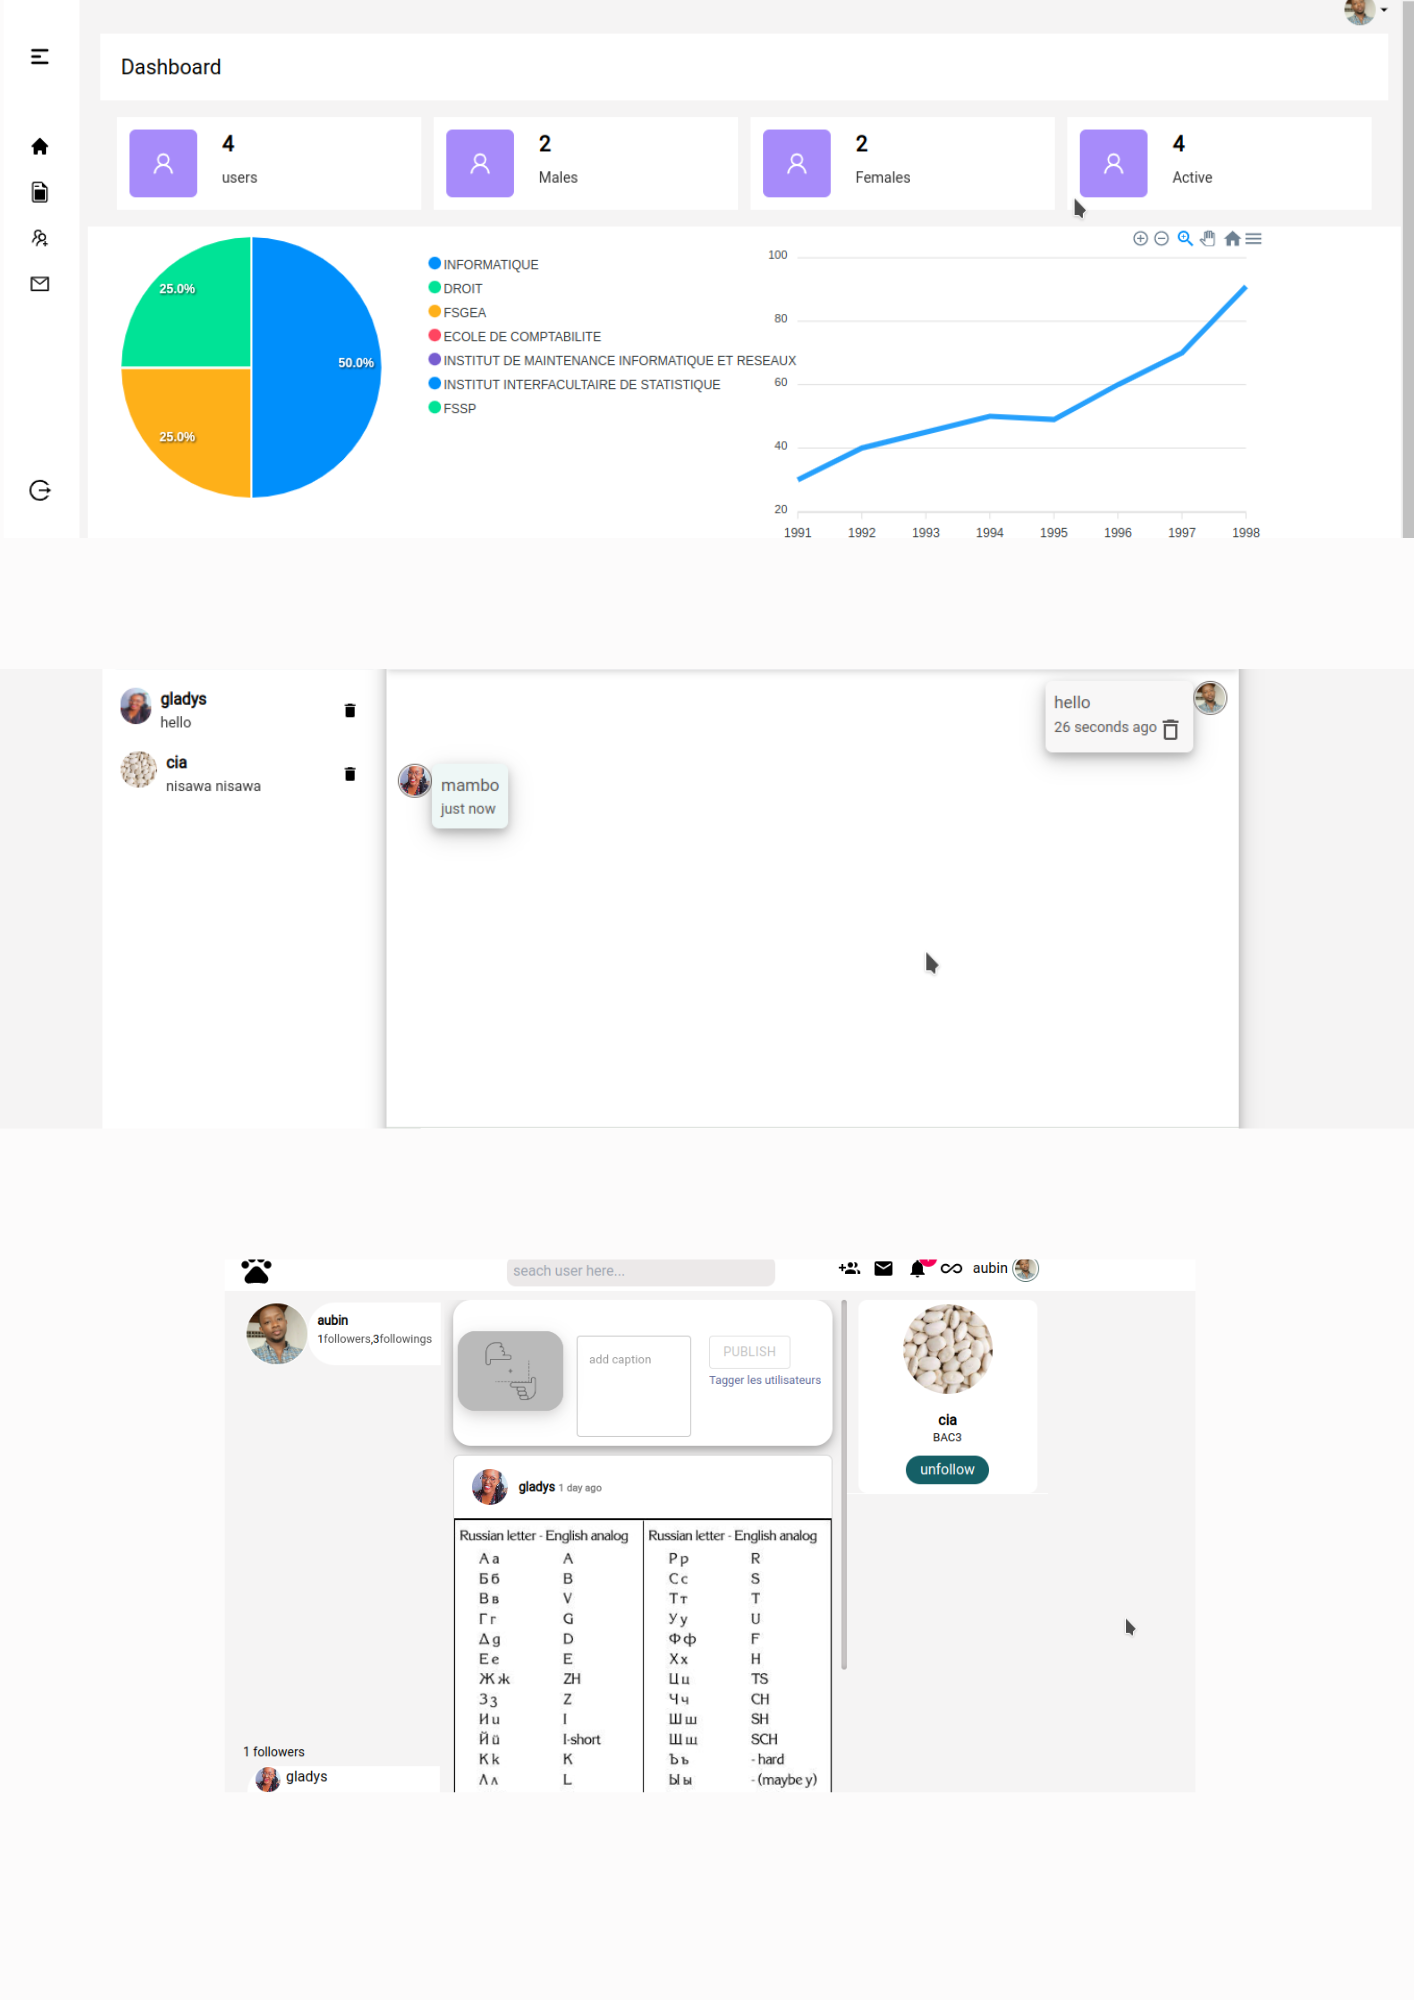 Dashboard
4
users
2
Males
2
Females
4
Active
25.0%
50.0%
25.0%
INFORMATIQUE
DROIT
FSGEA
ECOLE DE COMPTABILITE
INSTITUT DE MAINTENANCE INFORMATIQUE ET RESEAUX
INSTITUT INTERFACULTAIRE DE STATISTIQUE
FSSP
100
80
60
40
20
1991 1992 1993 1994 1995 1996 1997 1998
gladys
hello
cia
nisawa nisawa
hello
26 seconds ago
mambo
just now
seach user here...
aubin
aubin
1followers,3followings
add caption
PUBLISH
Tagger les utilisateurs
cia
BAC3
unfollow
gladys 1 day ago
Russian letter - English analog Russian letter - English analog
А а A Р р R
Б б B С с S
В в V Т т T
Г г G У у U
Д д D Ф ф F
Е е E Х х H
Ж ж ZH Ц ц TS
З з Z Ч ч CH
И и I Ш ш SH
Й й I-short Щ щ SCH
К к K Ъ ъ - hard
Л л L Ы ы - (maybe y)
1 followers
gladys